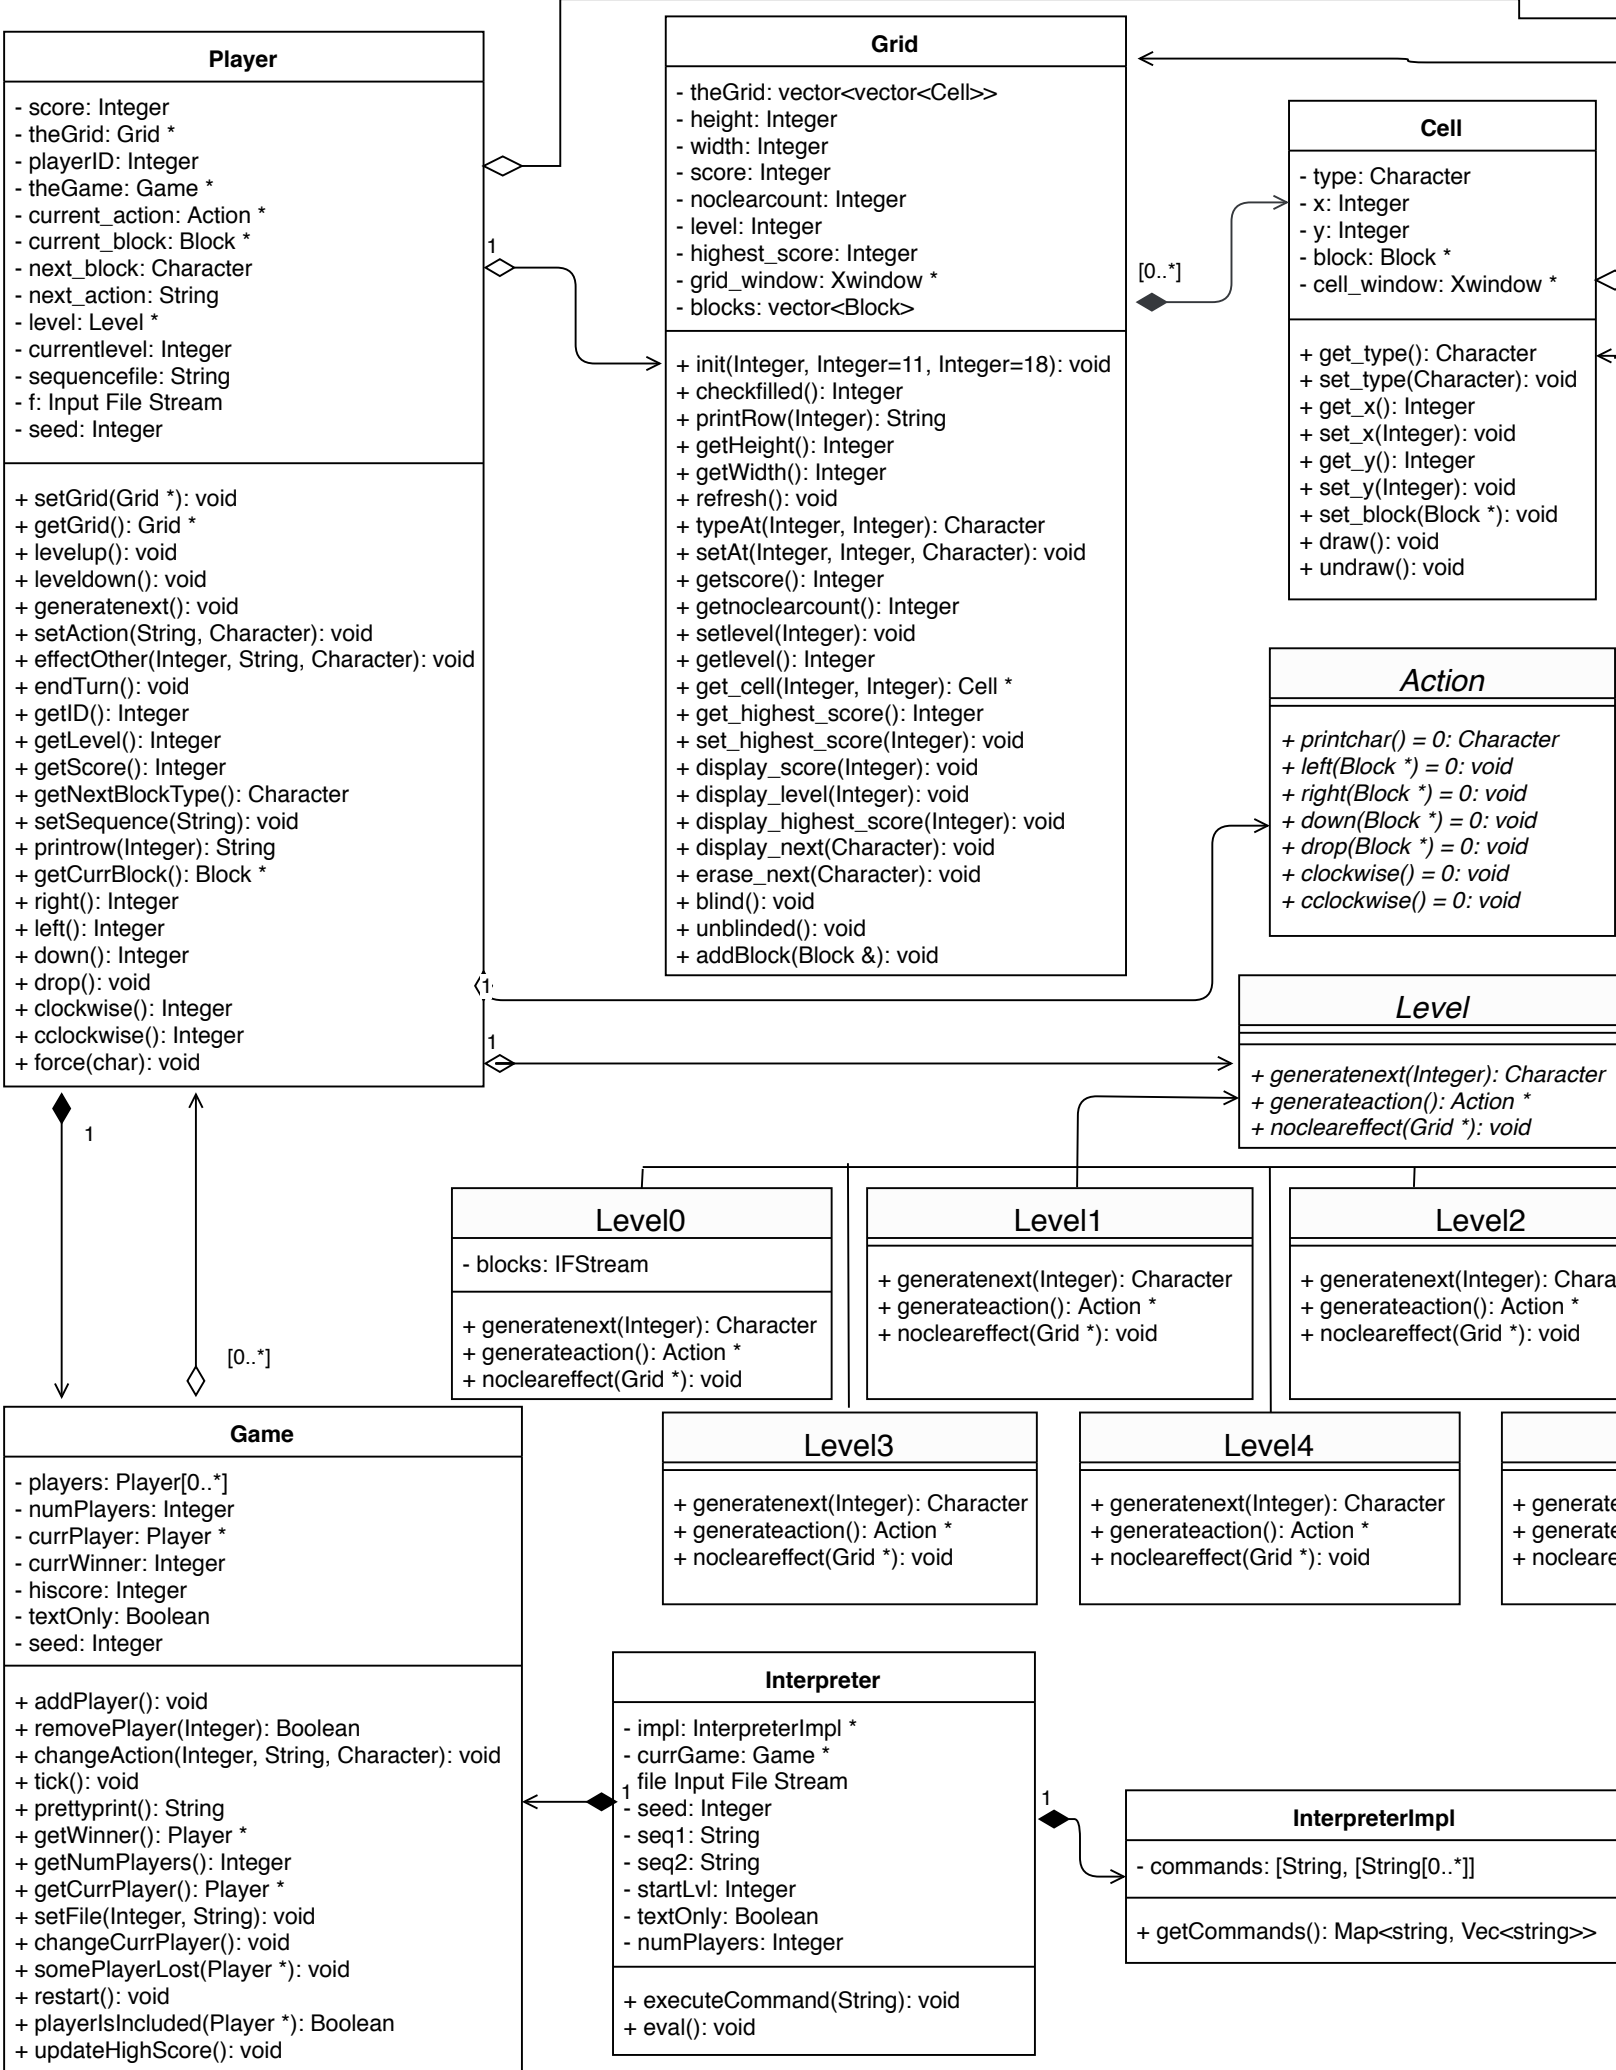 Player
- score: Integer
- theGrid: Grid *
- playerID: Integer
- theGame: Game *
- current_action: Action *
- current_block: Block *
- next_block: Character
- next_action: String
- level: Level *
- currentlevel: Integer
- sequencefile: String
- f: Input File Stream
- seed: Integer
+ setGrid(Grid *): void
+ getGrid(): Grid *
+ levelup(): void
+ leveldown(): void
+ generatenext(): void
+ setAction(String, Character): void
+ effectOther(Integer, String, Character): void
+ endTurn(): void
+ getID(): Integer
+ getLevel(): Integer
+ getScore(): Integer
+ getNextBlockType(): Character
+ setSequence(String): void
+ printrow(Integer): String
+ getCurrBlock(): Block *
+ right(): Integer
+ left(): Integer
+ down(): Integer
+ drop(): void
+ clockwise(): Integer
+ cclockwise(): Integer
+ force(char): void
1
1
1
1
[0..*]
Grid
- theGrid: vector<vector<Cell>>
- height: Integer
- width: Integer
- score: Integer
- noclearcount: Integer
- level: Integer
- highest_score: Integer
- grid_window: Xwindow *
- blocks: vector<Block>
+ init(Integer, Integer=11, Integer=18): void
+ checkfilled(): Integer
+ printRow(Integer): String
+ getHeight(): Integer
+ getWidth(): Integer
+ refresh(): void
+ typeAt(Integer, Integer): Character
+ setAt(Integer, Integer, Character): void
+ getscore(): Integer
+ getnoclearcount(): Integer
+ setlevel(Integer): void
+ getlevel(): Integer
+ get_cell(Integer, Integer): Cell *
+ get_highest_score(): Integer
+ set_highest_score(Integer): void
+ display_score(Integer): void
+ display_level(Integer): void
+ display_highest_score(Integer): void
+ display_next(Character): void
+ erase_next(Character): void
+ blind(): void
+ unblinded(): void
+ addBlock(Block &): void
[0..*]
Cell
- type: Character
- x: Integer
- y: Integer
- block: Block *
- cell_window: Xwindow *
+ get_type(): Character
+ set_type(Character): void
+ get_x(): Integer
+ set_x(Integer): void
+ get_y(): Integer
+ set_y(Integer): void
+ set_block(Block *): void
+ draw(): void
+ undraw(): void
Action
+ printchar() = 0: Character
+ left(Block *) = 0: void
+ right(Block *) = 0: void
+ down(Block *) = 0: void
+ drop(Block *) = 0: void
+ clockwise() = 0: void
+ cclockwise() = 0: void
Level
+ generatenext(Integer): Character
+ generateaction(): Action *
+ nocleareffect(Grid *): void
Level0
- blocks: IFStream
+ generatenext(Integer): Character
+ generateaction(): Action *
+ nocleareffect(Grid *): void
Level1
+ generatenext(Integer): Character
+ generateaction(): Action *
+ nocleareffect(Grid *): void
Level2
+ generatenext(Integer): Chara
+ generateaction(): Action *
+ nocleareffect(Grid *): void
Level3
+ generatenext(Integer): Character
+ generateaction(): Action *
+ nocleareffect(Grid *): void
Level4
+ generatenext(Integer): Character
+ generateaction(): Action *
+ nocleareffect(Grid *): void
+ generate
+ generate
+ nocleare
Game
- players: Player[0..*]
- numPlayers: Integer
- currPlayer: Player *
- currWinner: Integer
- hiscore: Integer
- textOnly: Boolean
- seed: Integer
+ addPlayer(): void
+ removePlayer(Integer): Boolean
+ changeAction(Integer, String, Character): void
+ tick(): void
+ prettyprint(): String
+ getWinner(): Player *
+ getNumPlayers(): Integer
+ getCurrPlayer(): Player *
+ setFile(Integer, String): void
+ changeCurrPlayer(): void
+ somePlayerLost(Player *): void
+ restart(): void
+ playerIsIncluded(Player *): Boolean
+ updateHighScore(): void
Interpreter
- impl: InterpreterImpl *
- currGame: Game *
file Input File Stream
1
- seed: Integer
- seq1: String
- seq2: String
- startLvl: Integer
- textOnly: Boolean
- numPlayers: Integer
+ executeCommand(String): void
+ eval(): void
1
InterpreterImpl
- commands: [String, [String[0..*]]
+ getCommands(): Map<string, Vec<string>>